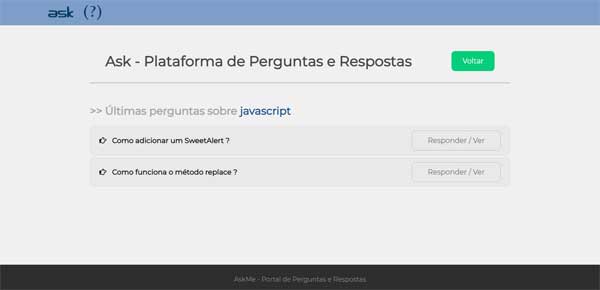 ask (?)
Ask - Plataforma de Perguntas e Respostas
Voltar
>> Últimas perguntas sobre javascript
Como adicionar um SweetAlert ?
Responder / Ver
Como funciona o método replace ?
Responder / Ver
AskMe - Portal de Perguntas e Respostas